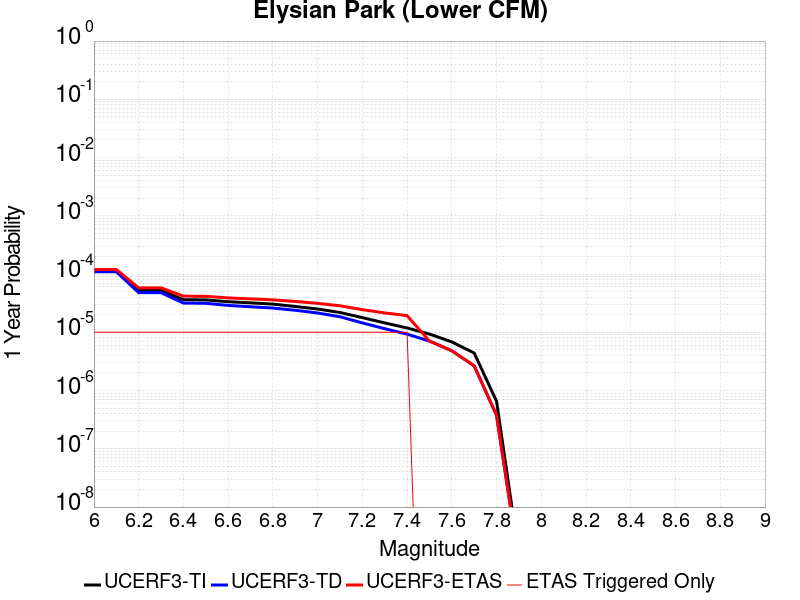 Elysian Park (Lower CFM)
10^0
10^-1
10^-2
10^-3
10^-4
10^-5
10^-6
10^-7
10^-8
1 Year Probability
6 6.2 6.4 6.6 6.8 7 7.2 7.4 7.6 7.8 8 8.2 8.4 8.6 8.8 9
Magnitude
UCERF3-TI UCERF3-TD UCERF3-ETAS ETAS Triggered Only